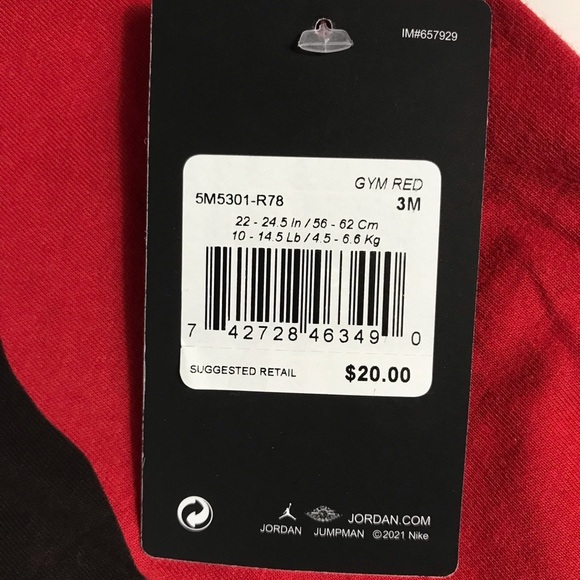 IM#657929
GYM RED
5M5301-R78 3M
22 - 24.5 In / 56 - 62 Cm
10 - 14.5 Lb / 4.5 - 6.6 Kg
7 42728 46349 0
SUGGESTED RETAIL $20.00
JORDAN.COM
JORDAN JUMPMAN ©2021 Nike